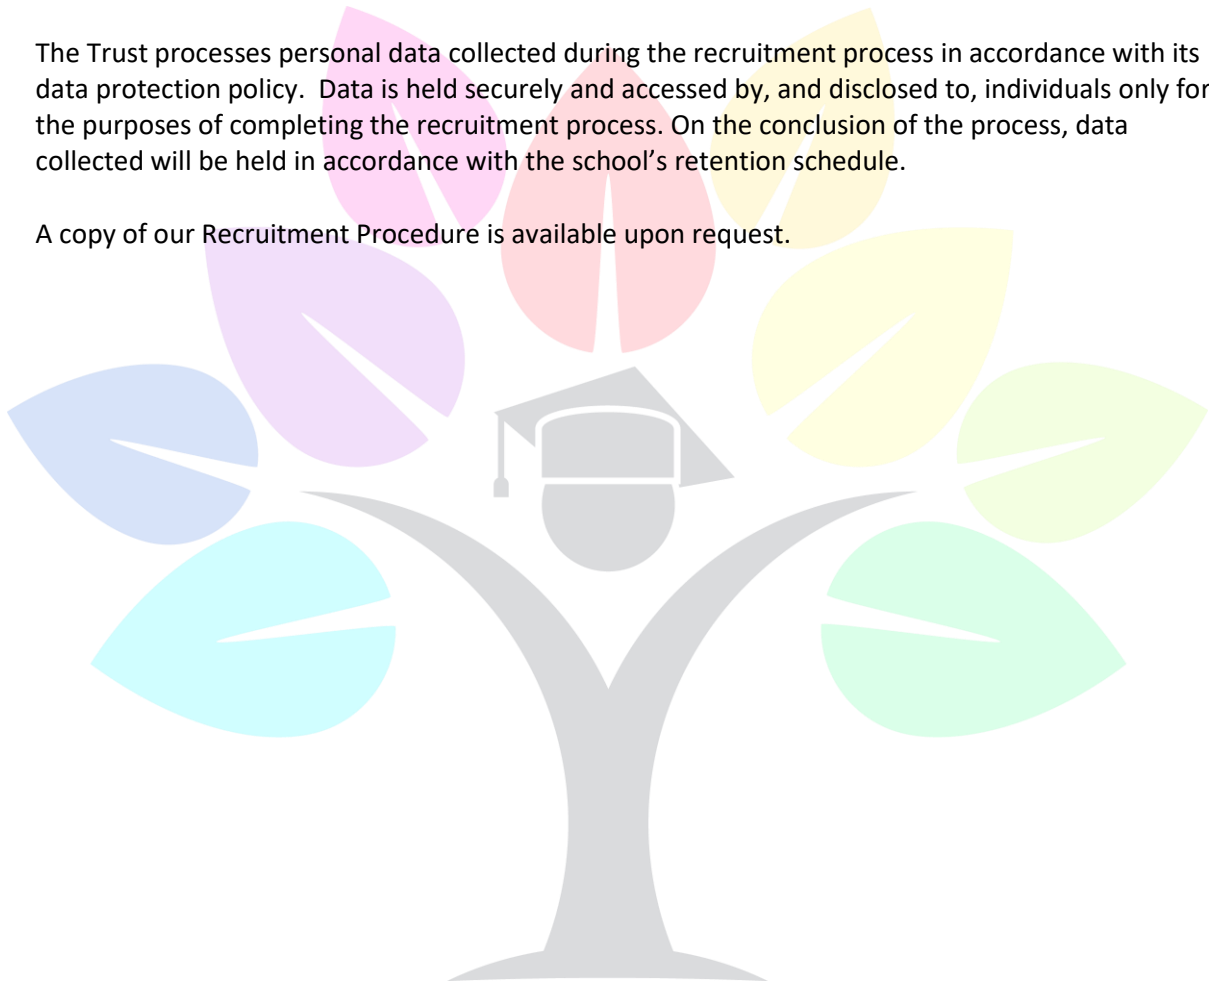 The Trust processes personal data collected during the recruitment process in accordance with its
data protection policy.  Data is held securely and accessed by, and disclosed to, individuals only for
the purposes of completing the recruitment process. On the conclusion of the process, data
collected will be held in accordance with the school’s retention schedule.
A copy of our Recruitment Procedure is available upon request.